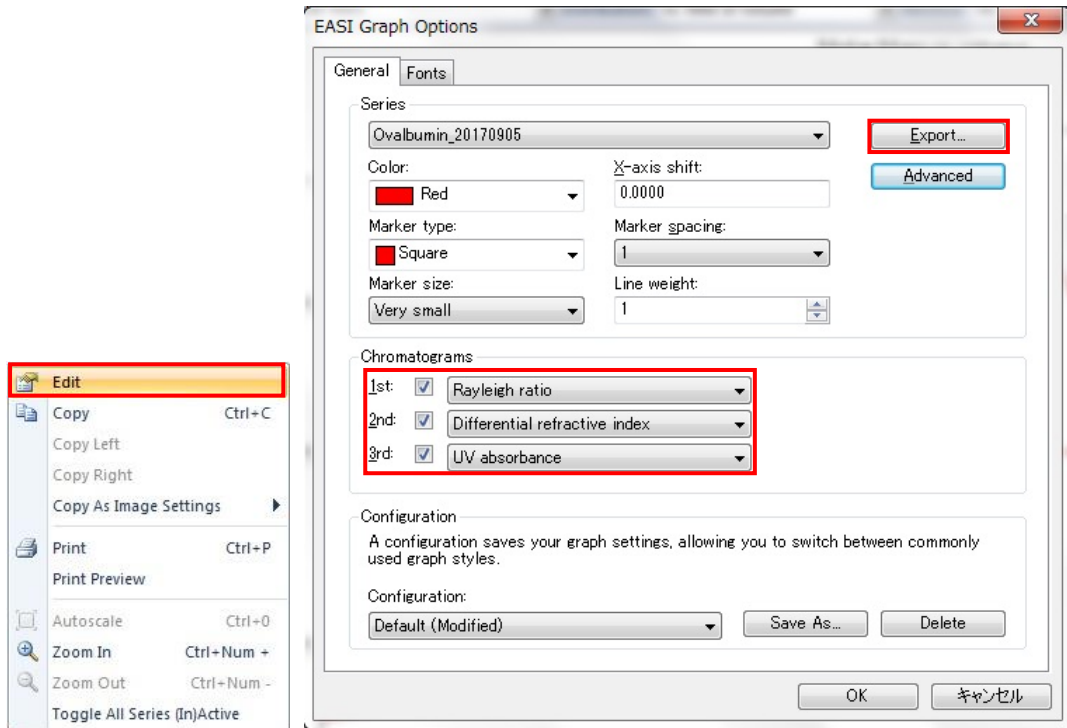 Edit
Copy Ctrl+C
Copy Left
Copy Right
Copy As Image Settings
Print Ctrl+P
Print Preview
Autoscale Ctrl+0
Zoom In Ctrl+Num +
Zoom Out Ctrl+Num -
Toggle All Series (In)Active
EASI Graph Options
General Fonts
Series
Ovalbumin_20170905 Export...
Advanced
Color: X-axis shift:
Red 0.0000
Marker type: Marker spacing:
Square 1
Marker size: Line weight:
Very small 1
Chromatograms
1st: Rayleigh ratio
2nd: Differential refractive index
3rd: UV absorbance
Configuration
A configuration saves your graph settings, allowing you to switch between commonly
used graph styles.
Configuration:
Default (Modified) Save As... Delete
OK キャンセル